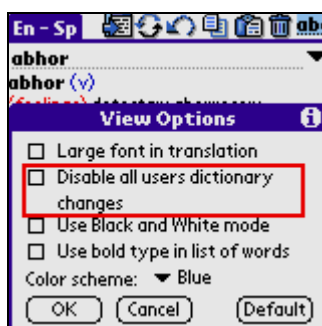 En - Sp
abhor
abhor (v)
View Options
Large font in translation
Disable all users dictionary
changes
Use Black and White mode
Use bold type in list of words
Color scheme: Blue
OK Cancel Default